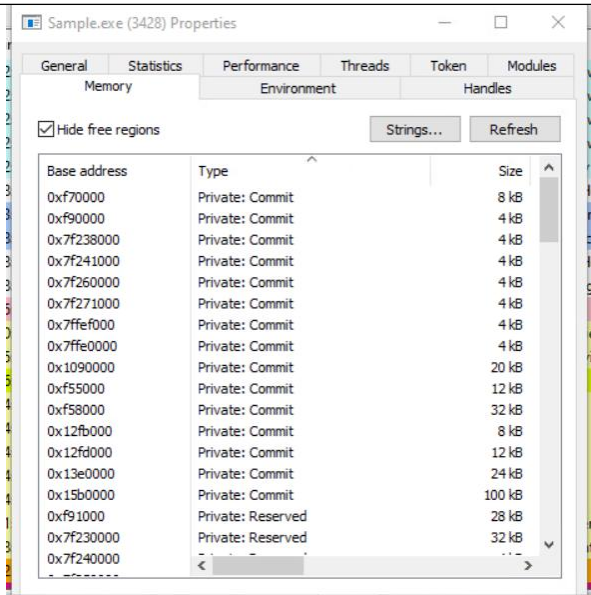 Sample.exe (3428) Properties
General Statistics Performance Threads Token Modules
Memory Environment Handles
Hide free regions Strings... Refresh
Base address Type Size
0xf70000 Private: Commit 8 kB
0xf90000 Private: Commit 4 kB
0x7f238000 Private: Commit 4 kB
0x7f241000 Private: Commit 4 kB
0x7f260000 Private: Commit 4 kB
0x7f271000 Private: Commit 4 kB
0x7ffef000 Private: Commit 4 kB
0x7ffe0000 Private: Commit 4 kB
0x1090000 Private: Commit 20 kB
0xf55000 Private: Commit 12 kB
0xf58000 Private: Commit 32 kB
0x12fb000 Private: Commit 8 kB
0x12fd000 Private: Commit 12 kB
0x13e0000 Private: Commit 24 kB
0x15b0000 Private: Commit 100 kB
0xf91000 Private: Reserved 28 kB
0x7f230000 Private: Reserved 32 kB
0x7f240000